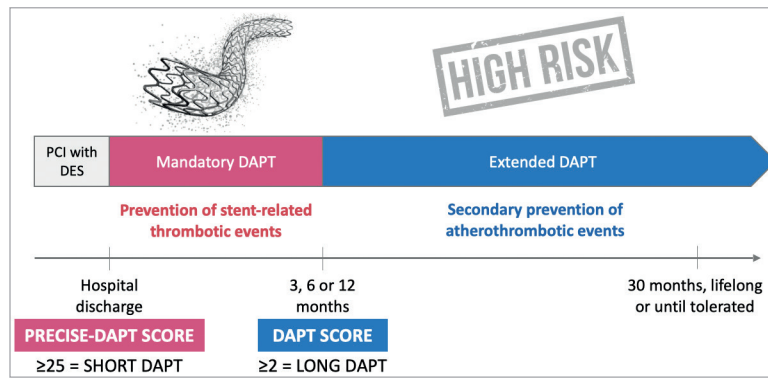 HIGH RISK
PCI with
DES
Mandatory DAPT
Extended DAPT
Prevention of stent-related
thrombotic events
Secondary prevention of
atherothrombotic events
Hospital
discharge
3, 6 or 12
months
30 months, lifelong
or until tolerated
PRECISE-DAPT SCORE
DAPT SCORE
≥25 = SHORT DAPT
≥2 = LONG DAPT